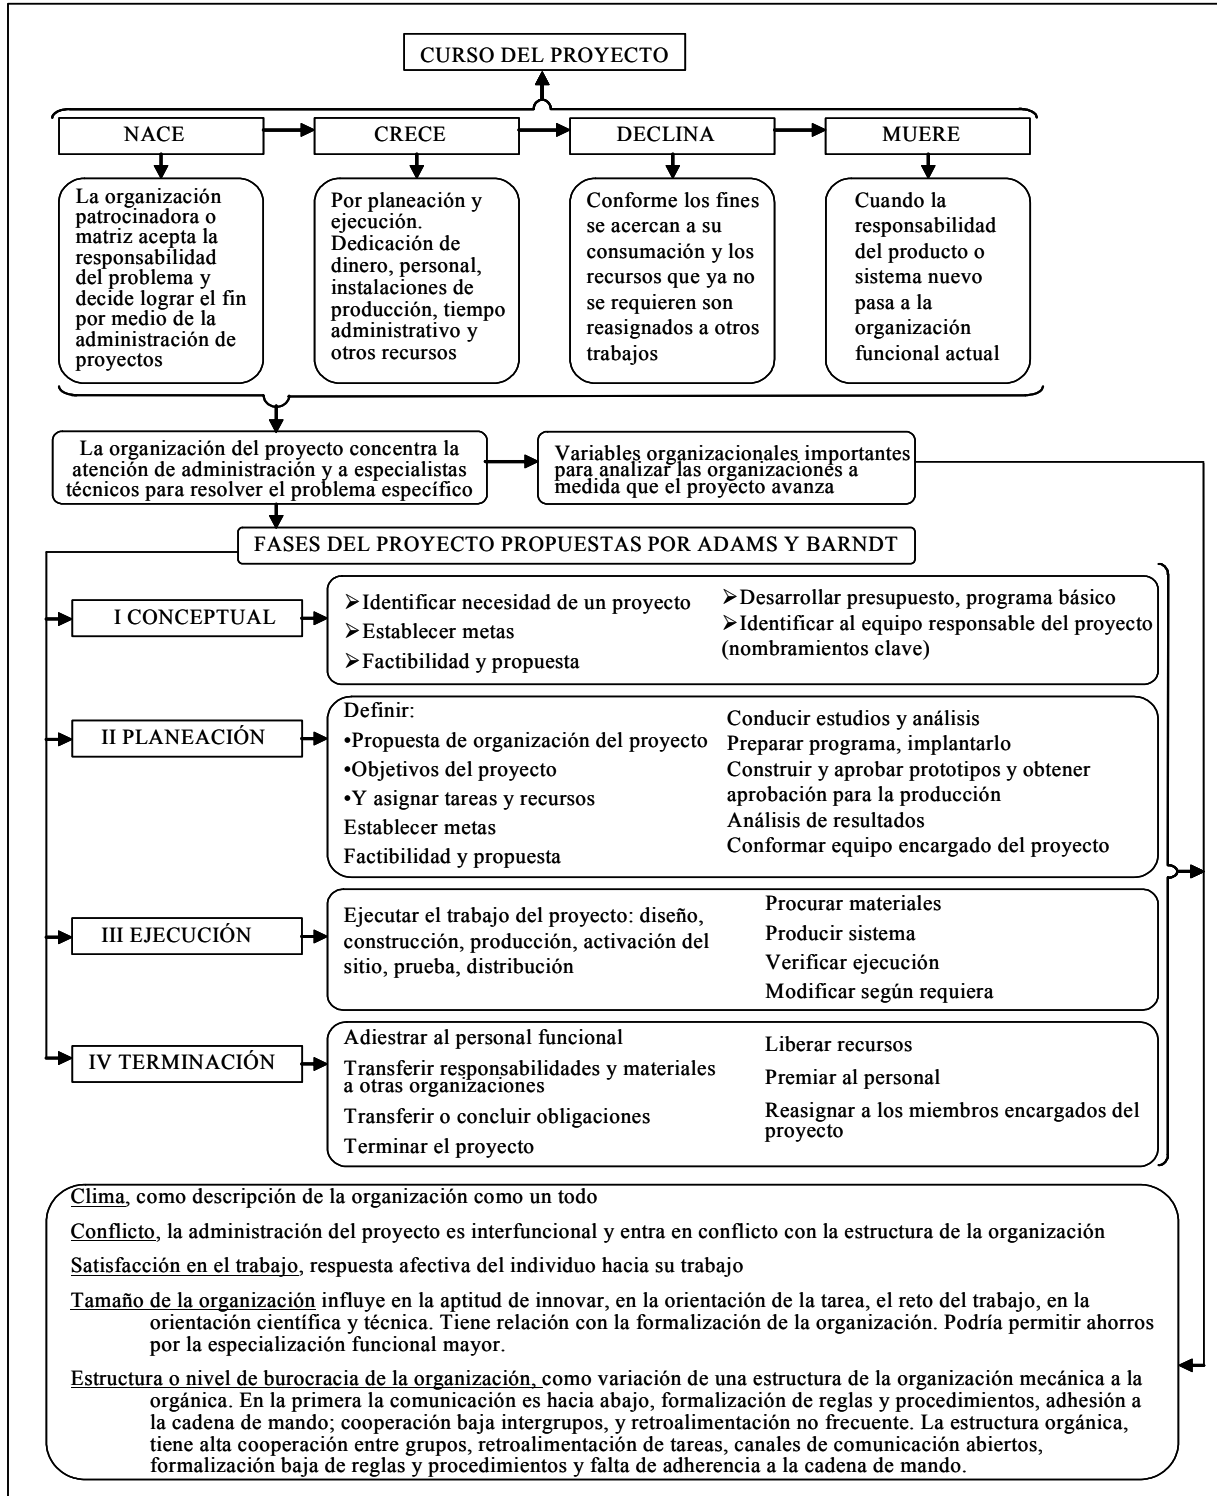 CURSO DEL PROYECTO
NACE
CRECE
DECLINA
MUERE
La organización
patrocinadora o
matriz acepta la
responsabilidad
del problema y
decide lograr el fin
por medio de la
administración de
proyectos
Por planeación y
ejecución.
Dedicación de
dinero, personal,
instalaciones de
producción, tiempo
administrativo y
otros recursos
Conforme los fines
se acercan a su
consumación y los
recursos que ya no
se requieren son
reasignados a otros
trabajos
Cuando la
responsabilidad
del producto o
sistema nuevo
pasa a la
organización
funcional actual
La organización del proyecto concentra la
atención de administración y a especialistas
técnicos para resolver el problema específico
Variables organizacionales importantes
para analizar las organizaciones a
medida que el proyecto avanza
FASES DEL PROYECTO PROPUESTAS POR ADAMS Y BARNDT
I CONCEPTUAL
➢Identificar necesidad de un proyecto
➢Establecer metas
➢Factibilidad y propuesta
➢Desarrollar presupuesto, programa básico
➢Identificar al equipo responsable del proyecto
(nombramientos clave)
II PLANEACIÓN
Definir:
•Propuesta de organización del proyecto
•Objetivos del proyecto
•Y asignar tareas y recursos
Establecer metas
Factibilidad y propuesta
Conducir estudios y análisis
Preparar programa, implantarlo
Construir y aprobar prototipos y obtener
aprobación para la producción
Análisis de resultados
Conformar equipo encargado del proyecto
III EJECUCIÓN
Ejecutar el trabajo del proyecto: diseño,
construcción, producción, activación del
sitio, prueba, distribución
Procurar materiales
Producir sistema
Verificar ejecución
Modificar según requiera
IV TERMINACIÓN
Adiestrar al personal funcional
Transferir responsabilidades y materiales
a otras organizaciones
Transferir o concluir obligaciones
Terminar el proyecto
Liberar recursos
Premiar al personal
Reasignar a los miembros encargados del
proyecto
Clima, como descripción de la organización como un todo
Conflicto, la administración del proyecto es interfuncional y entra en conflicto con la estructura de la organización
Satisfacción en el trabajo, respuesta afectiva del individuo hacia su trabajo
Tamaño de la organización influye en la aptitud de innovar, en la orientación de la tarea, el reto del trabajo, en la
orientación científica y técnica. Tiene relación con la formalización de la organización. Podría permitir ahorros
por la especialización funcional mayor.
Estructura o nivel de burocracia de la organización, como variación de una estructura de la organización mecánica a la
orgánica. En la primera la comunicación es hacia abajo, formalización de reglas y procedimientos, adhesión a
la cadena de mando; cooperación baja intergrupos, y retroalimentación no frecuente. La estructura orgánica,
tiene alta cooperación entre grupos, retroalimentación de tareas, canales de comunicación abiertos,
formalización baja de reglas y procedimientos y falta de adherencia a la cadena de mando.